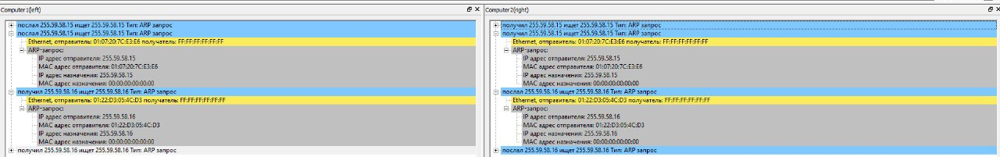 Computer 1(left)
послал 255.59.58.15 ищет 255.59.58.15 Тип: ARP запрос
послал 255.59.58.15 ищет 255.59.58.15 Тип: ARP запрос
Ethernet, отправитель: 01:07:20:7C:E3:E6 получатель: FF:FF:FF:FF:FF:FF
ARP-запрос:
IP адрес отправителя: 255.59.58.15
MAC адрес отправителя: 01:07:20:7C:E3:E6
IP адрес назначения: 255.59.58.15
MAC адрес назначения: 00:00:00:00:00:00
получил 255.59.58.16 ищет 255.59.58.16 Тип: ARP запрос
Ethernet, отправитель: 01:22:D3:05:4C:D3 получатель: FF:FF:FF:FF:FF:FF
ARP-запрос:
IP адрес отправителя: 255.59.58.16
MAC адрес отправителя: 01:22:D3:05:4C:D3
IP адрес назначения: 255.59.58.16
MAC адрес назначения: 00:00:00:00:00:00
получил 255.59.58.16 ищет 255.59.58.16 Тип: ARP запрос
Computer 2(right)
получил 255.59.58.15 ищет 255.59.58.15 Тип: ARP запрос
получил 255.59.58.15 ищет 255.59.58.15 Тип: ARP запрос
Ethernet, отправитель: 01:07:20:7C:E3:E6 получатель: FF:FF:FF:FF:FF:FF
ARP-запрос:
IP адрес отправителя: 255.59.58.15
MAC адрес отправителя: 01:07:20:7C:E3:E6
IP адрес назначения: 255.59.58.15
MAC адрес назначения: 00:00:00:00:00:00
послал 255.59.58.16 ищет 255.59.58.16 Тип: ARP запрос
Ethernet, отправитель: 01:22:D3:05:4C:D3 получатель: FF:FF:FF:FF:FF:FF
ARP-запрос:
IP адрес отправителя: 255.59.58.16
MAC адрес отправителя: 01:22:D3:05:4C:D3
IP адрес назначения: 255.59.58.16
MAC адрес назначения: 00:00:00:00:00:00
послал 255.59.58.16 ищет 255.59.58.16 Тип: ARP запрос